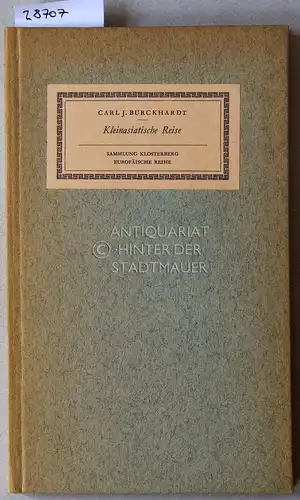 28707
CARL J. BURCKHARDT
Kleinasiatische Reise
SAMMLUNG KLOSTERBERG
EUROPÄISCHE REIHE
ANTIQUARIAT
© HINTER DER
STADTMAUER